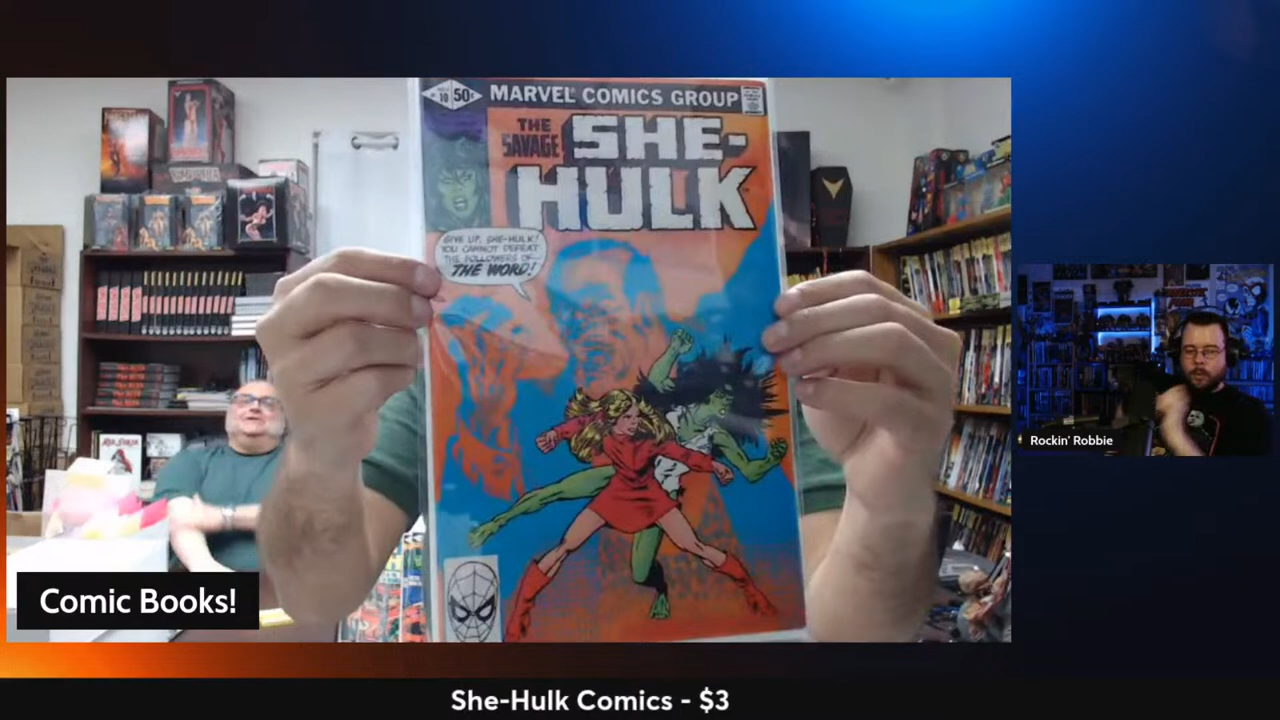 10
50¢
MARVEL COMICS GROUP
THE
SAVAGE
SHE-
HULK
GIVE UP, SHE-HULK!
YOU CANNOT DEFEAT
THE FOLLOWERS OF...
THE WORD!
Rockin' Robbie
Comic Books!
She-Hulk Comics - $3